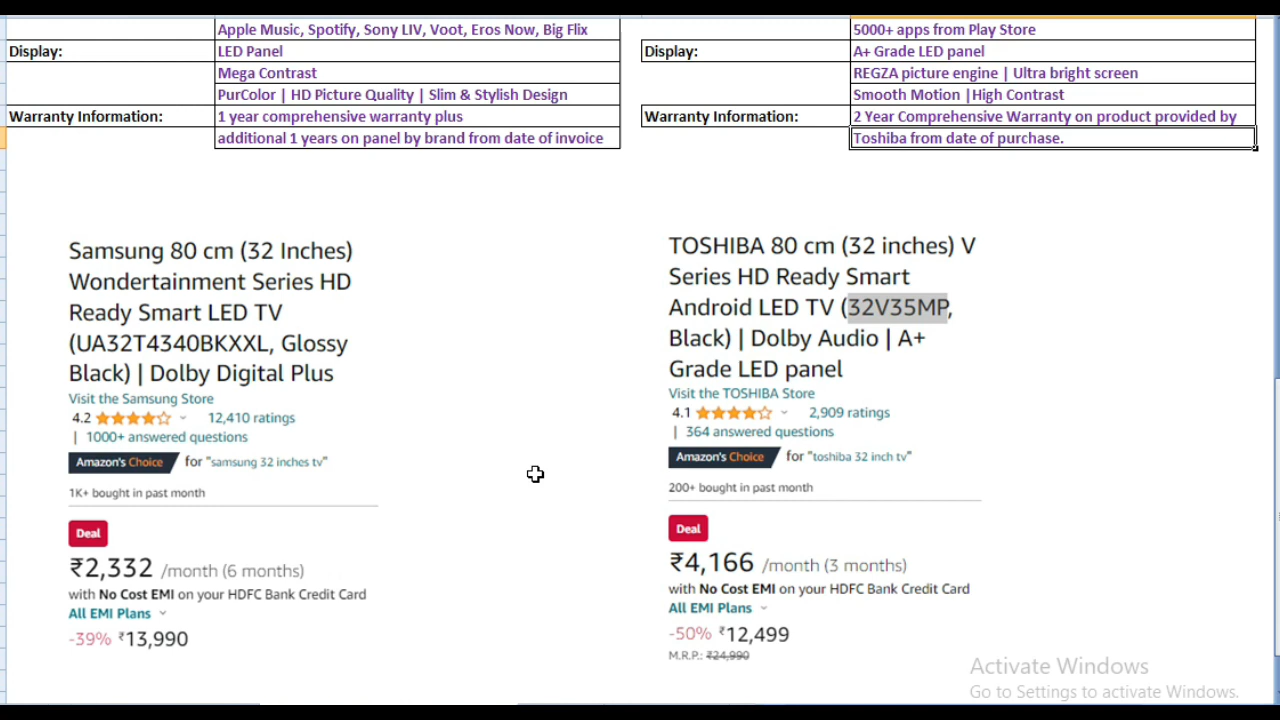 Apple Music, Spotify, Sony LIV, Voot, Eros Now, Big Flix
Display:
LED Panel
Mega Contrast
PurColor | HD Picture Quality | Slim & Stylish Design
Warranty Information:
1 year comprehensive warranty plus
additional 1 years on panel by brand from date of invoice
5000+ apps from Play Store
Display:
A+ Grade LED panel
REGZA picture engine | Ultra bright screen
Smooth Motion |High Contrast
Warranty Information:
2 Year Comprehensive Warranty on product provided by
Toshiba from date of purchase.
Samsung 80 cm (32 Inches)
Wondertainment Series HD
Ready Smart LED TV
(UA32T4340BKXXL, Glossy
Black) | Dolby Digital Plus
Visit the Samsung Store
4.2 12,410 ratings
| 1000+ answered questions
Amazon's Choice for "samsung 32 inches tv"
1K+ bought in past month
Deal
₹2,332 /month (6 months)
with No Cost EMI on your HDFC Bank Credit Card
All EMI Plans
-39% ₹13,990
TOSHIBA 80 cm (32 inches) V
Series HD Ready Smart
Android LED TV (32V35MP,
Black) | Dolby Audio | A+
Grade LED panel
Visit the TOSHIBA Store
4.1 2,909 ratings
| 364 answered questions
Amazon's Choice for "toshiba 32 inch tv"
200+ bought in past month
Deal
₹4,166 /month (3 months)
with No Cost EMI on your HDFC Bank Credit Card
All EMI Plans
-50% ₹12,499
M.R.P.: ₹24,990
Activate Windows
Go to Settings to activate Windows.